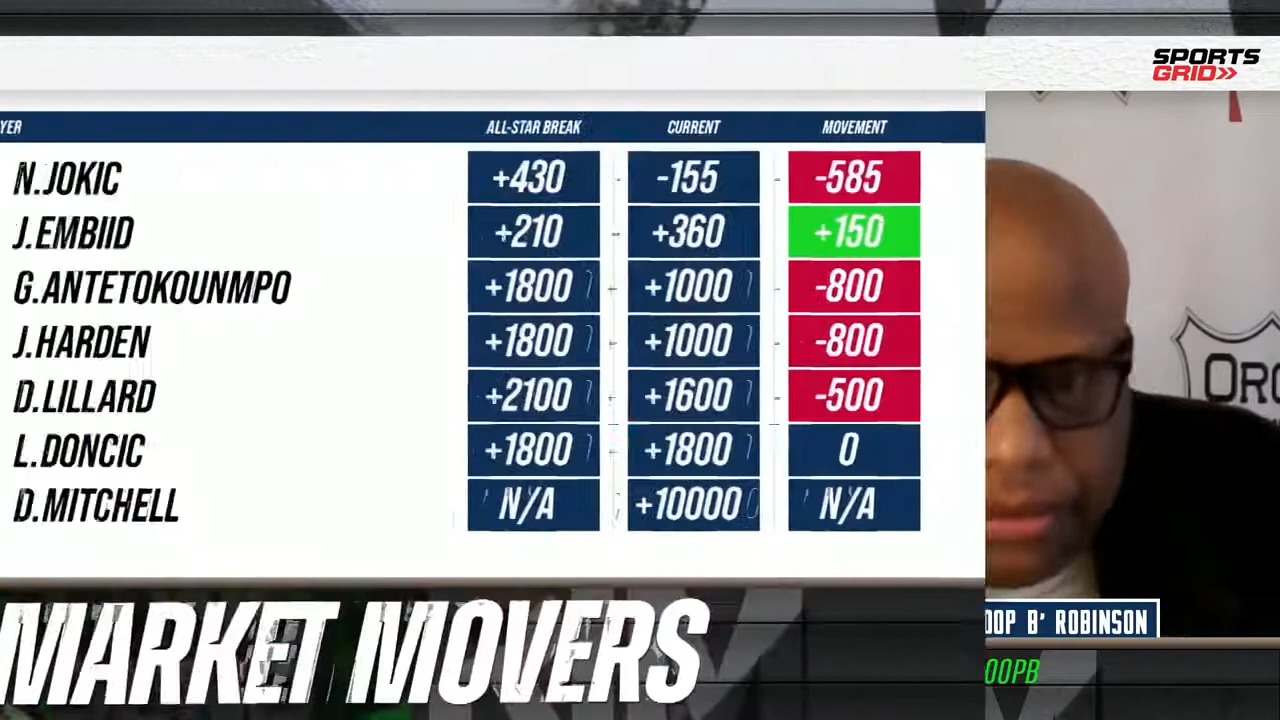 SPORTS
GRID
YER ALL-STAR BREAK CURRENT MOVEMENT
N.JOKIC +430 -155 -585
J.EMBIID +210 +360 +150
G.ANTETOKOUNMPO +1800 +1000 -800
J.HARDEN +1800 +1000 -800
D.LILLARD +2100 +1600 -500
L.DONCIC +1800 +1800 0
D.MITCHELL N/A +10000 N/A
ORG
OOP B' ROBINSON
OOPB
MARKET MOVERS